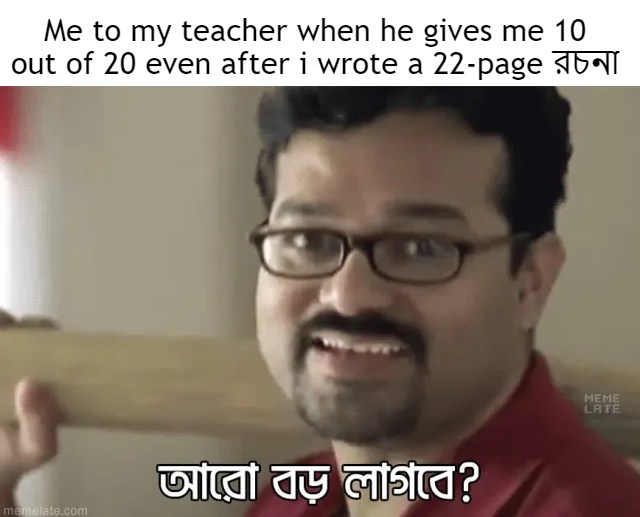 Me to my teacher when he gives me 10
out of 20 even after i wrote a 22-page রচনা
MEME
LATE
আরো বড় লাগবে?
memelate.com